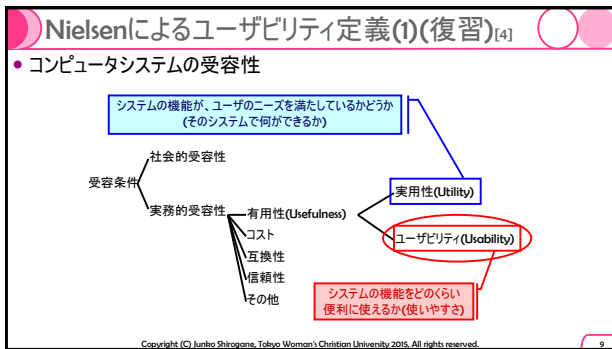 Nielsenによるユーザビリティ定義(1)(復習)[4]
• コンピュータシステムの受容性
システムの機能が、ユーザのニーズを満たしているかどうか
(そのシステムで何ができるか)
社会的受容性
受容条件
実務的受容性
有用性(Usefulness)
コスト
互換性
信頼性
その他
実用性(Utility)
ユーザビリティ(Usability)
システムの機能をどのくらい
便利に使えるか(使いやすさ)
Copyright (C) Junko Shirogane, Tokyo Woman's Christian University 2015, All rights reserved.
9